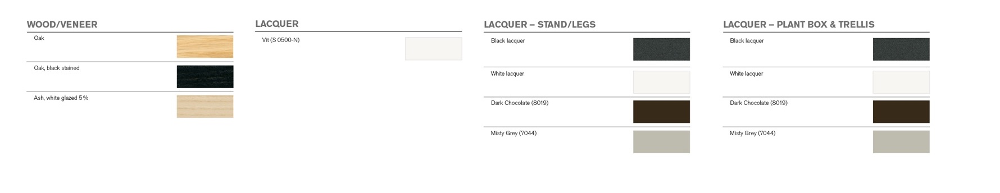 WOOD/VENEER
Oak
Oak, black stained
Ash, white glazed 5%
LACQUER
Vit (S 0500-N)
LACQUER – STAND/LEGS
Black lacquer
White lacquer
Dark Chocolate (8019)
Misty Grey (7044)
LACQUER – PLANT BOX & TRELLIS
Black lacquer
White lacquer
Dark Chocolate (8019)
Misty Grey (7044)